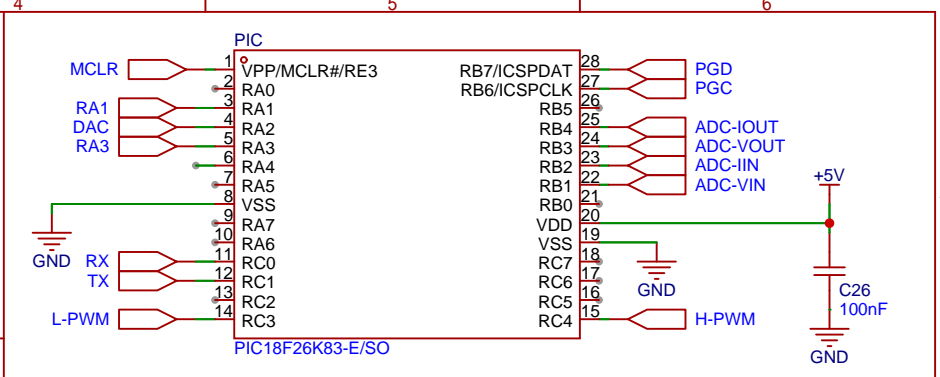 4 5 6
PIC
MCLR 1 VPP/MCLR#/RE3 RB7/ICSPDAT 28 PGD
2 RA0 RB6/ICSPCLK 27 PGC
RA1 3 RA1 RB5 26
DAC 4 RA2 RB4 25 ADC-IOUT
RA3 5 RA3 RB3 24 ADC-VOUT
6 RA4 RB2 23 ADC-IIN
7 RA5 RB1 22 ADC-VIN
+5V
8 VSS RB0 21
9 RA7 VDD 20
10 RA6 VSS 19
GND
RX 11 RC0 RC7 18
TX 12 RC1 RC6 17
GND
13 RC2 RC5 16
C26
100nF
L-PWM 14 RC3 RC4 15 H-PWM
PIC18F26K83-E/SO
GND